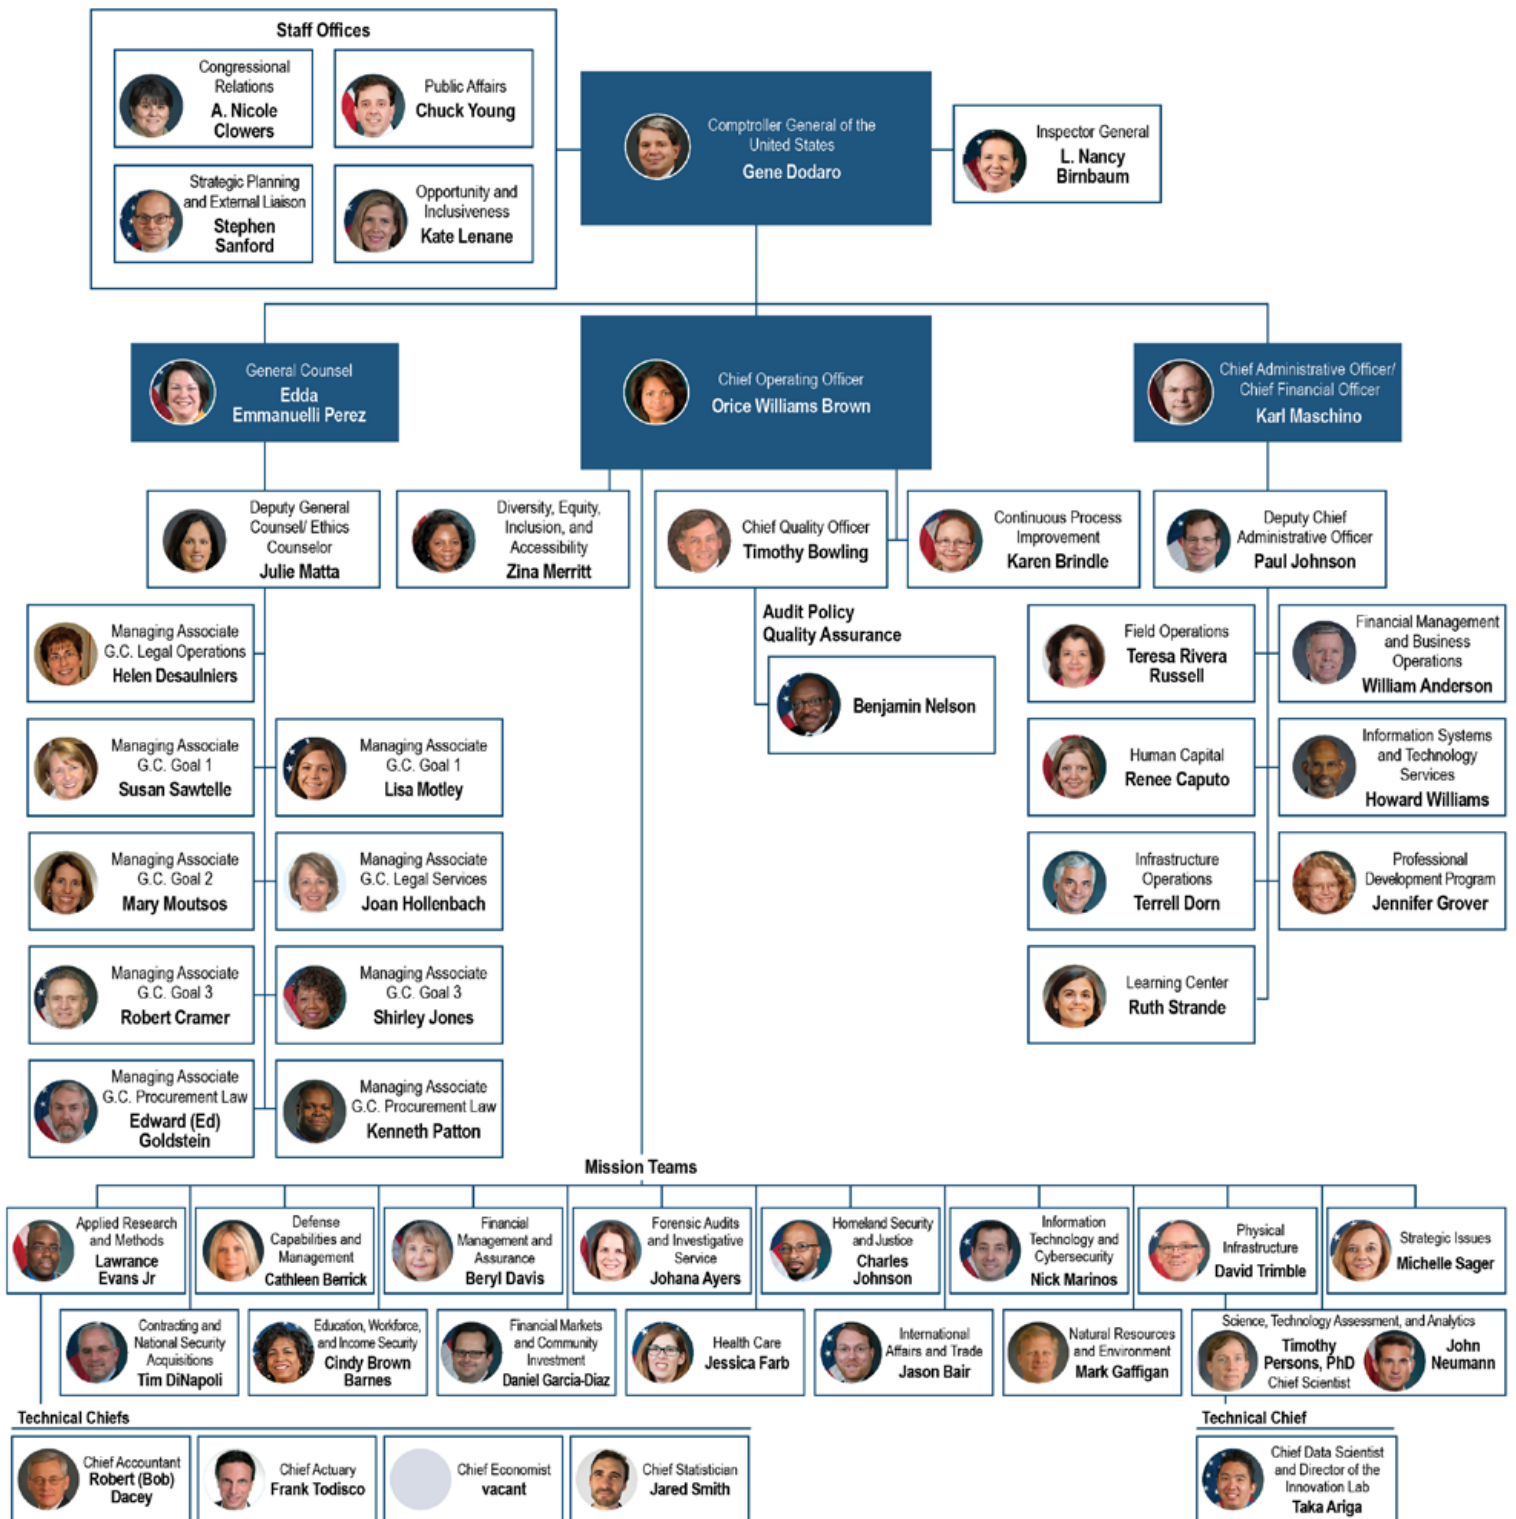 Staff Offices
Congressional
Relations
A. Nicole
Clowers
Public Affairs
Chuck Young
Strategic Planning
and External Liaison
Stephen
Sanford
Opportunity and
Inclusiveness
Kate Lenane
Comptroller General of the
United States
Gene Dodaro
Inspector General
L. Nancy
Birnbaum
General Counsel
Edda
Emmanuelli Perez
Chief Operating Officer
Orice Williams Brown
Chief Administrative Officer/
Chief Financial Officer
Karl Maschino
Deputy General
Counsel/ Ethics
Counselor
Julie Matta
Diversity, Equity,
Inclusion, and
Accessibility
Zina Merritt
Chief Quality Officer
Timothy Bowling
Continuous Process
Improvement
Karen Brindle
Deputy Chief
Administrative Officer
Paul Johnson
Managing Associate
G.C. Legal Operations
Helen Desaulniers
Managing Associate
G.C. Goal 1
Susan Sawtelle
Managing Associate
G.C. Goal 1
Lisa Motley
Managing Associate
G.C. Goal 2
Mary Moutsos
Managing Associate
G.C. Legal Services
Joan Hollenbach
Managing Associate
G.C. Goal 3
Robert Cramer
Managing Associate
G.C. Goal 3
Shirley Jones
Managing Associate
G.C. Procurement Law
Edward (Ed)
Goldstein
Managing Associate
G.C. Procurement Law
Kenneth Patton
Audit Policy
Quality Assurance
Benjamin Nelson
Field Operations
Teresa Rivera
Russell
Financial Management
and Business
Operations
William Anderson
Human Capital
Renee Caputo
Information Systems
and Technology
Services
Howard Williams
Infrastructure
Operations
Terrell Dorn
Professional
Development Program
Jennifer Grover
Learning Center
Ruth Strande
Mission Teams
Applied Research
and Methods
Lawrance
Evans Jr
Defense
Capabilities and
Management
Cathleen Berrick
Financial
Management and
Assurance
Beryl Davis
Forensic Audits
and Investigative
Service
Johana Ayers
Homeland Security
and Justice
Charles
Johnson
Information
Technology and
Cybersecurity
Nick Marinos
Physical
Infrastructure
David Trimble
Strategic Issues
Michelle Sager
Contracting and
National Security
Acquisitions
Tim DiNapoli
Education, Workforce,
and Income Security
Cindy Brown
Barnes
Financial Markets
and Community
Investment
Daniel Garcia-Diaz
Health Care
Jessica Farb
International
Affairs and Trade
Jason Bair
Natural Resources
and Environment
Mark Gaffigan
Science, Technology Assessment, and Analytics
Timothy
Persons, PhD
Chief Scientist
John
Neumann
Technical Chiefs
Chief Accountant
Robert (Bob)
Dacey
Chief Actuary
Frank Todisco
Chief Economist
vacant
Chief Statistician
Jared Smith
Technical Chief
Chief Data Scientist
and Director of the
Innovation Lab
Taka Ariga